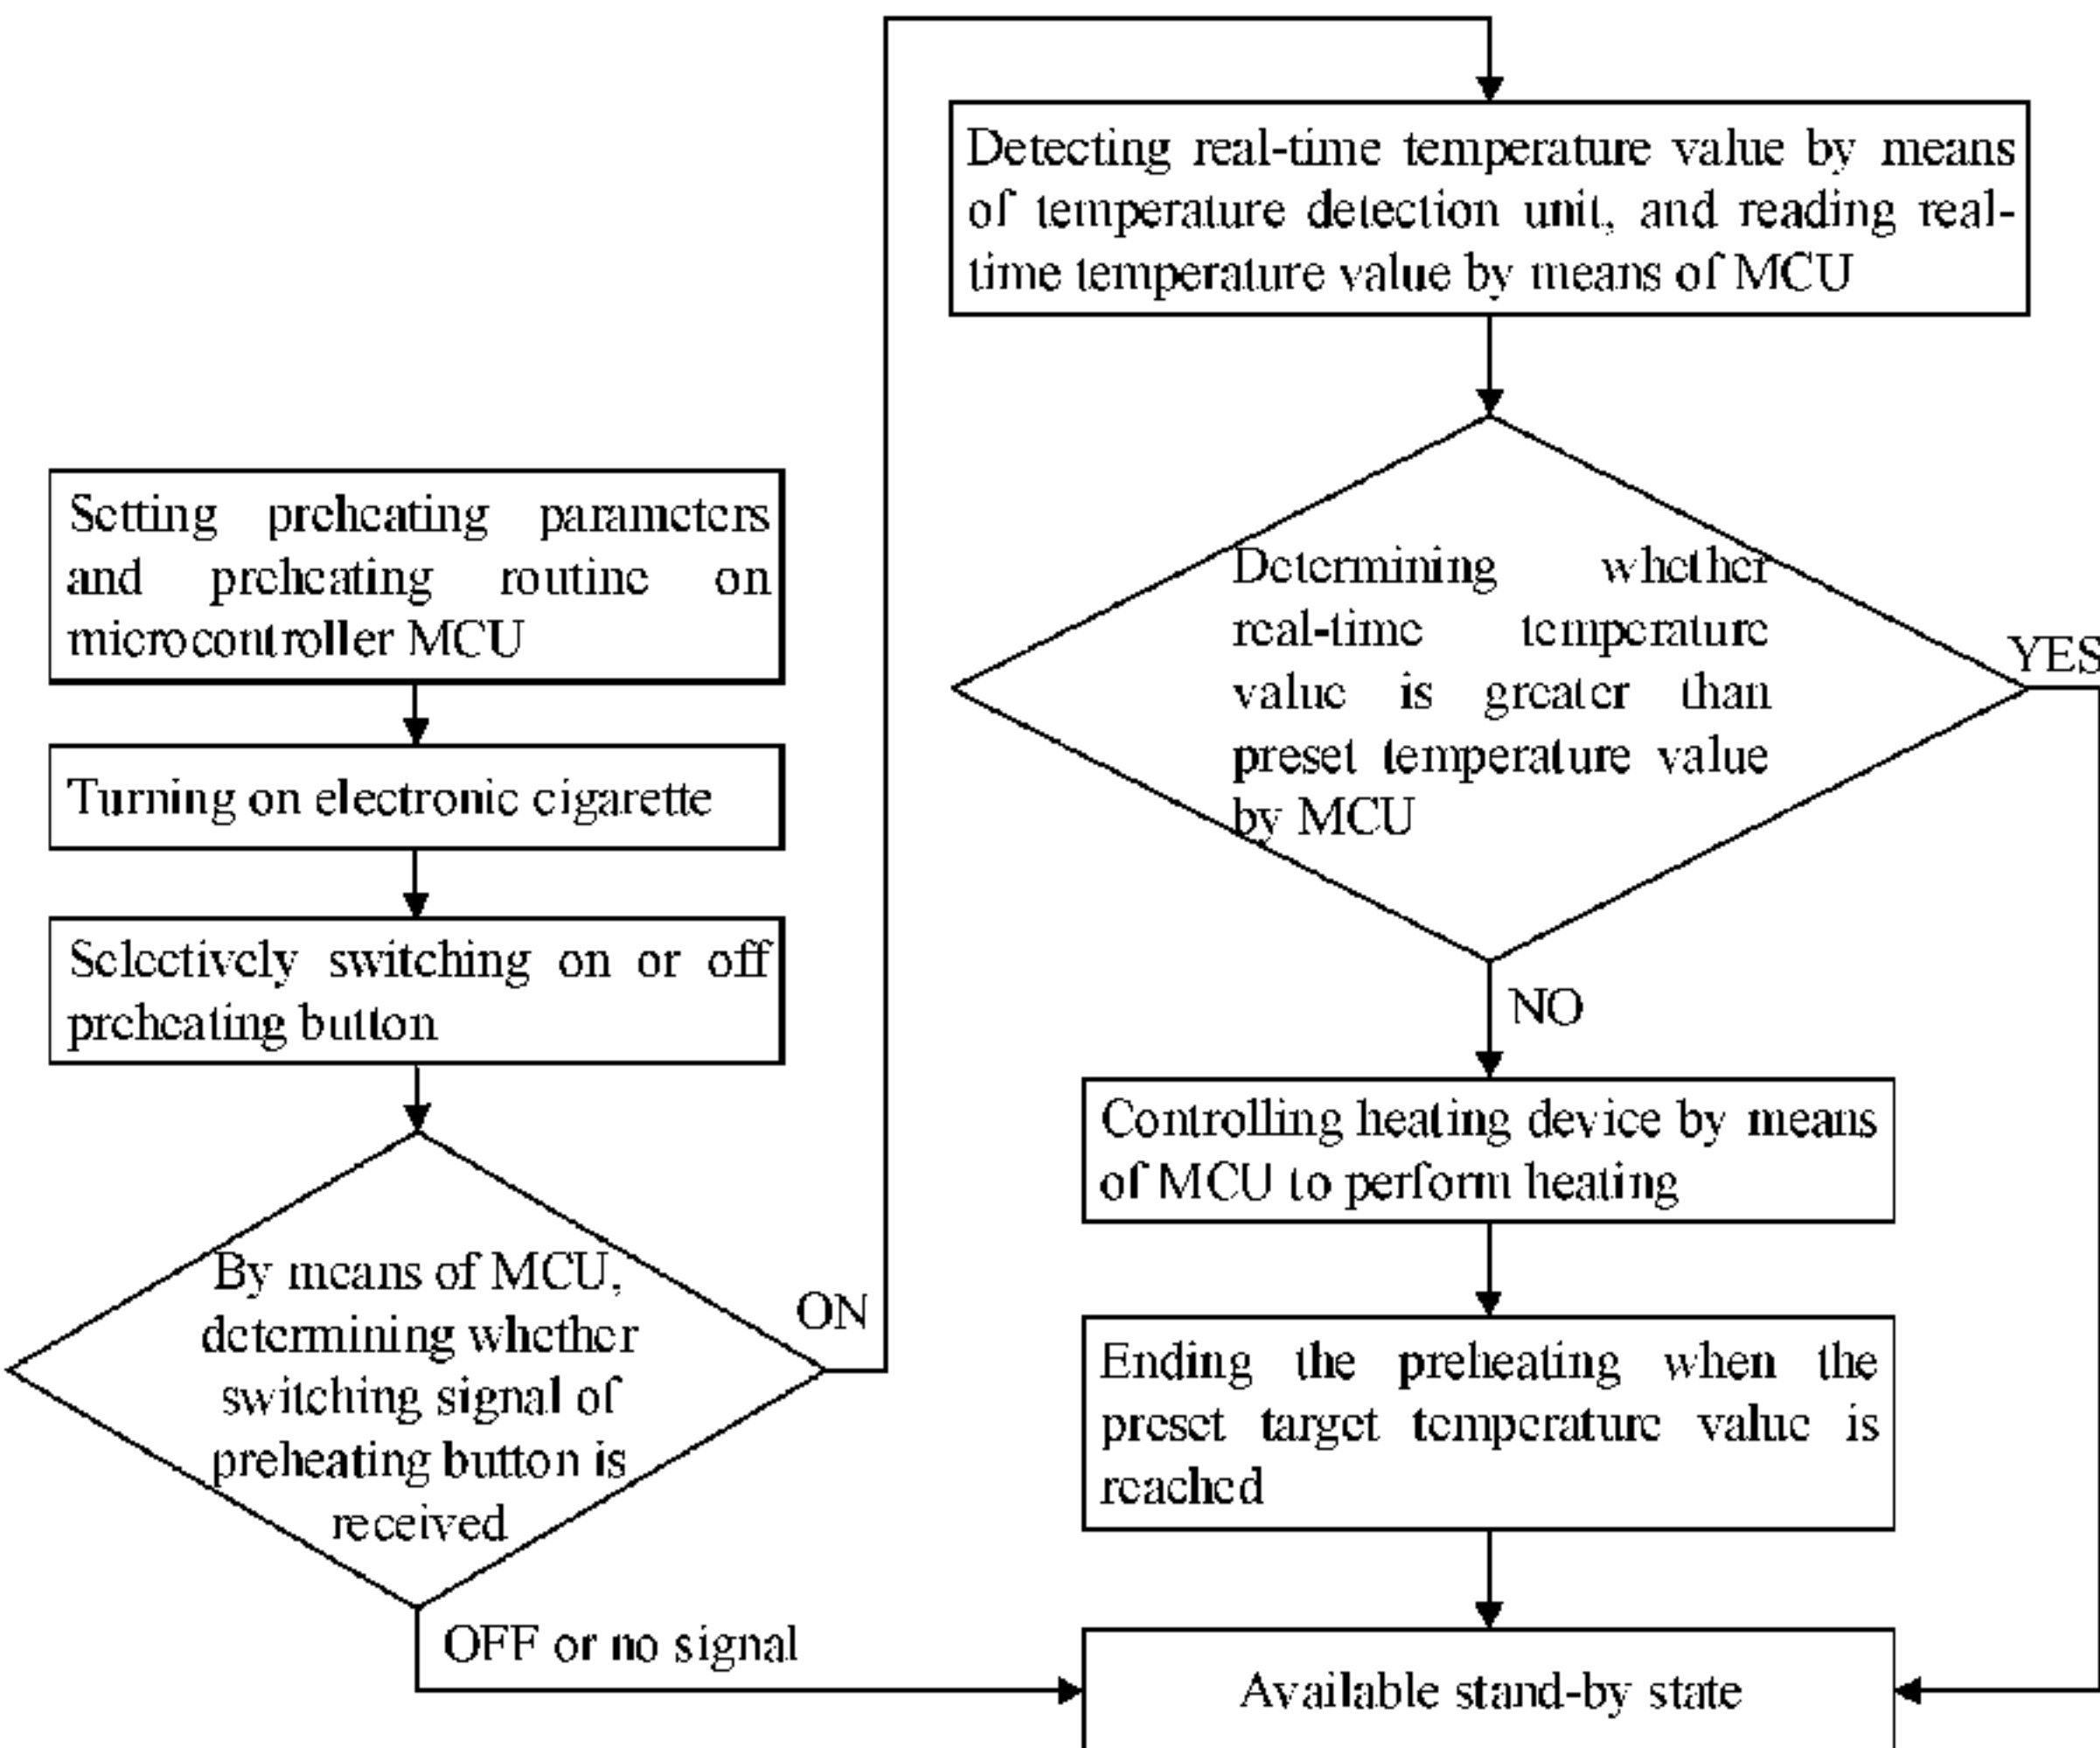 Setting preheating parameters
and preheating routine on
microcontroller MCU
Turning on electronic cigarette
Selectively switching on or off
preheating button
By means of MCU,
determining whether
switching signal of
preheating button is
received
ON
OFF or no signal
Detecting real-time temperature value by means
of temperature detection unit, and reading real-
time temperature value by means of MCU
Determining whether
real-time temperature
value is greater than
preset temperature value
by MCU
YES
NO
Controlling heating device by means
of MCU to perform heating
Ending the preheating when the
preset target temperature value is
reached
Available stand-by state